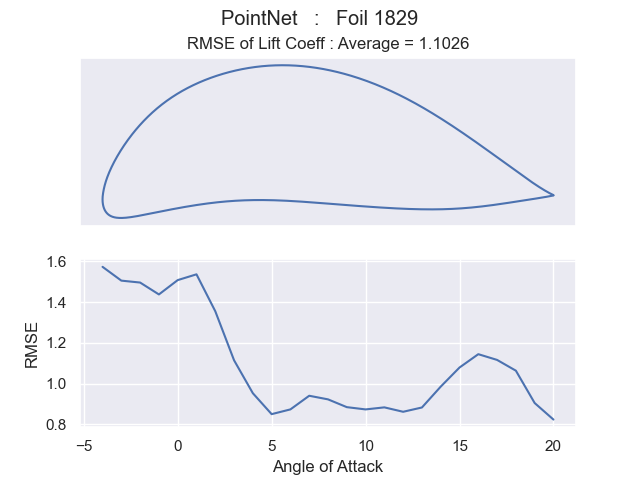 PointNet : Foil 1829
RMSE of Lift Coeff : Average = 1.1026
1.6
1.4
1.2
1.0
0.8
RMSE
−5 0 5 10 15 20
Angle of Attack